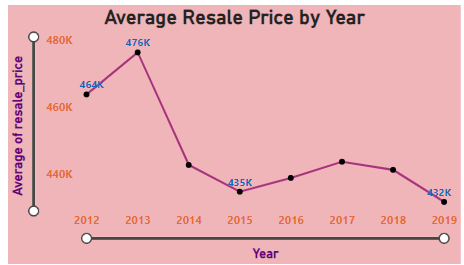 Average Resale Price by Year
480K
476K
464K
460K
440K
435K
432K
2012 2013 2014 2015 2016 2017 2018 2019
Average of resale_price
Year